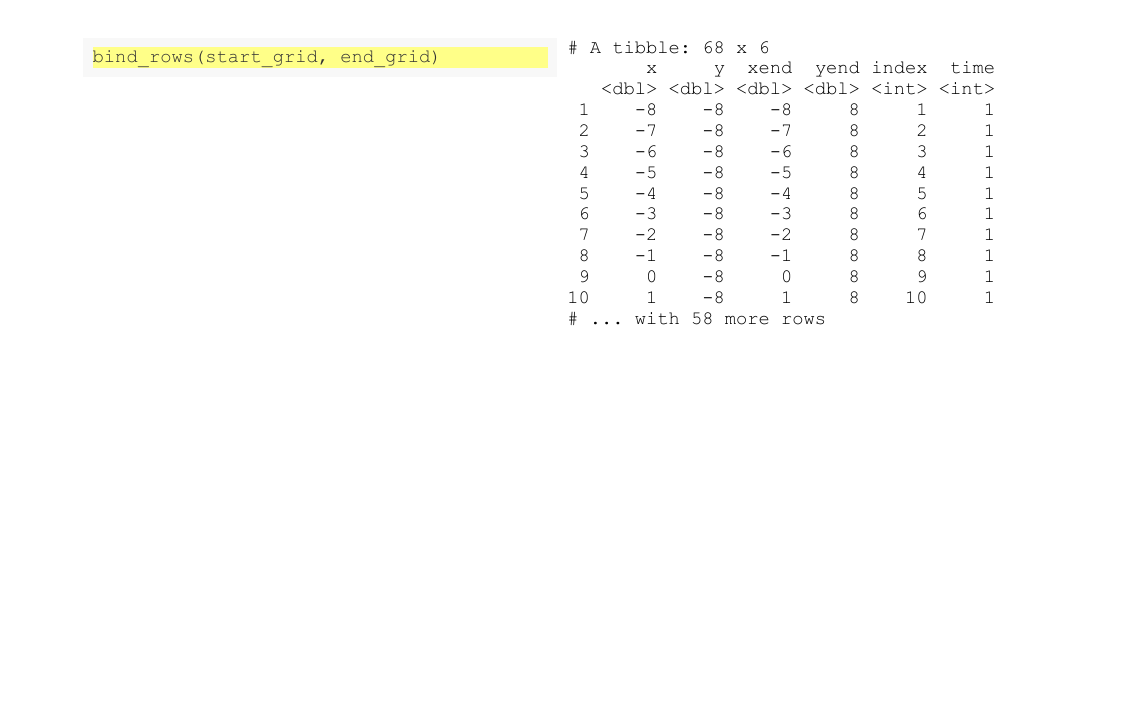 bind_rows(start_grid, end_grid)
# A tibble: 68 x 6
       x     y  xend  yend index  time
   <dbl> <dbl> <dbl> <dbl> <int> <int>
 1    -8    -8    -8     8     1     1
 2    -7    -8    -7     8     2     1
 3    -6    -8    -6     8     3     1
 4    -5    -8    -5     8     4     1
 5    -4    -8    -4     8     5     1
 6    -3    -8    -3     8     6     1
 7    -2    -8    -2     8     7     1
 8    -1    -8    -1     8     8     1
 9     0    -8     0     8     9     1
10     1    -8     1     8    10     1
# ... with 58 more rows